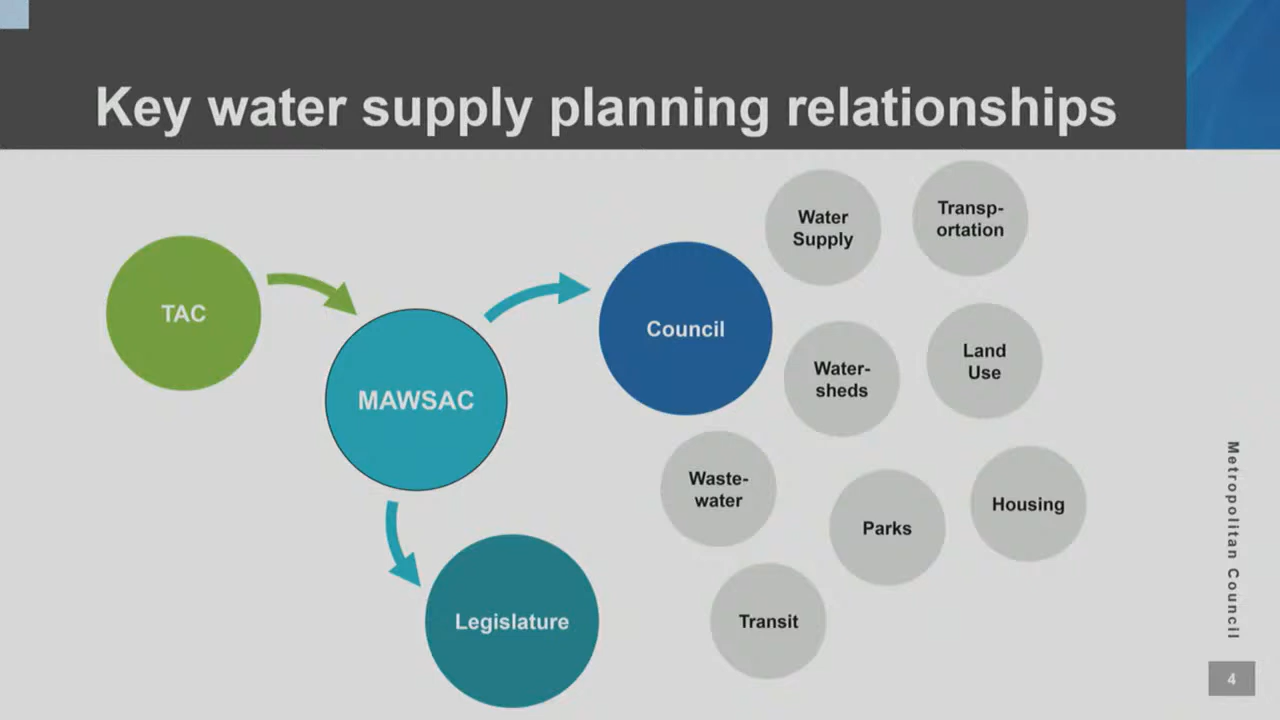 Key water supply planning relationships
TAC
MAWSAC
Council
Legislature
Water
Supply
Transp-
ortation
Water-
sheds
Land
Use
Waste-
water
Parks
Housing
Transit
Metropolitan Council
4